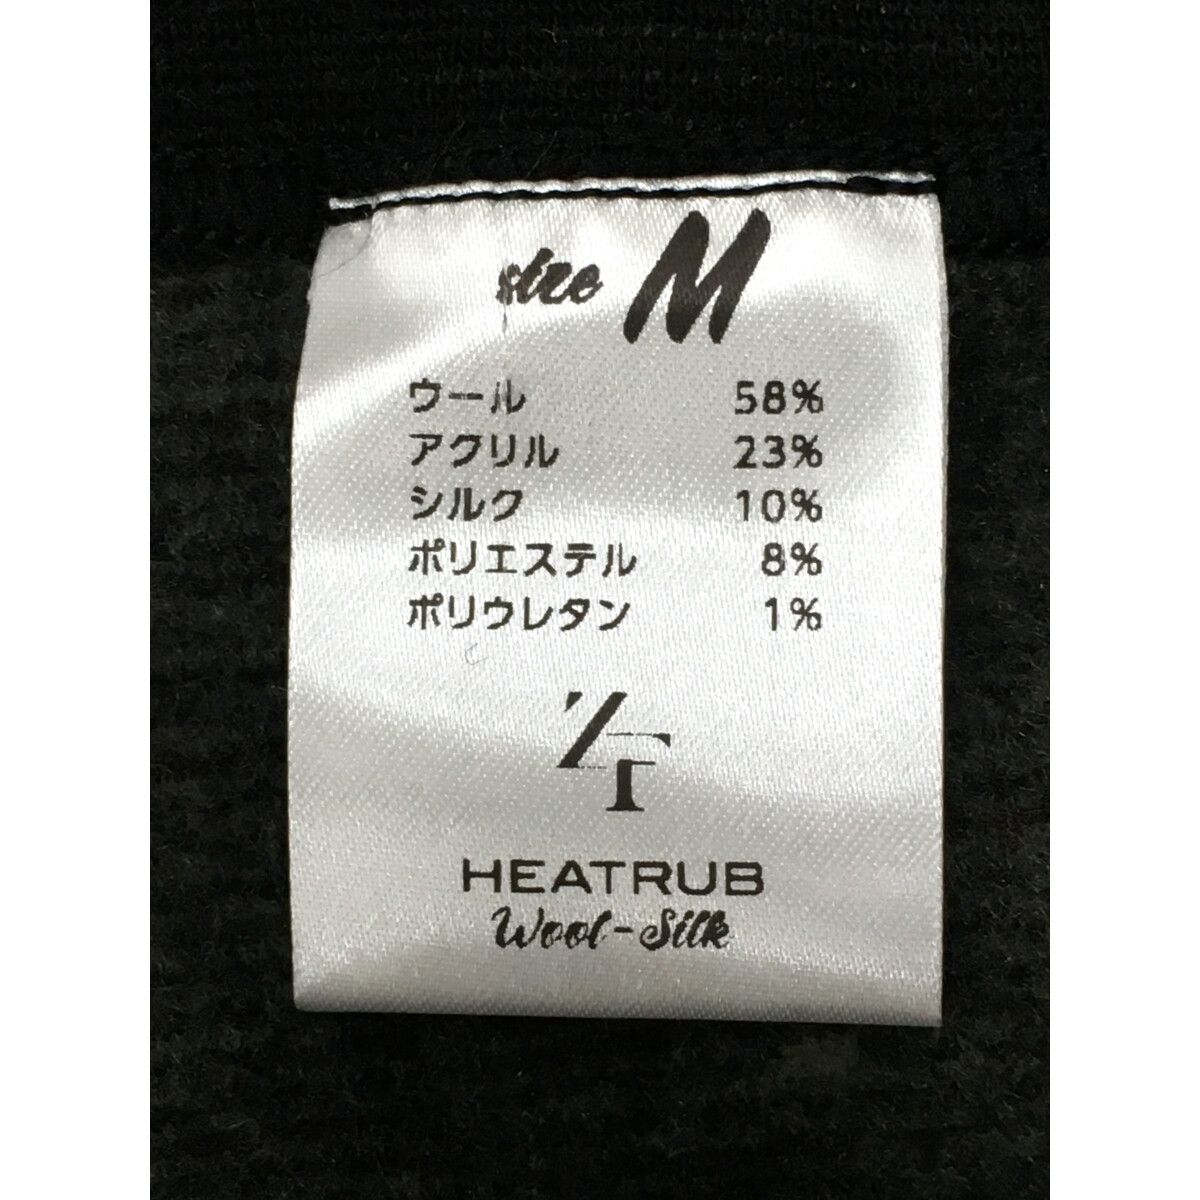 size M
ウール 58%
アクリル 23%
シルク 10%
ポリエステル 8%
ポリウレタン 1%
ZT
HEATRUB
Wool-Silk